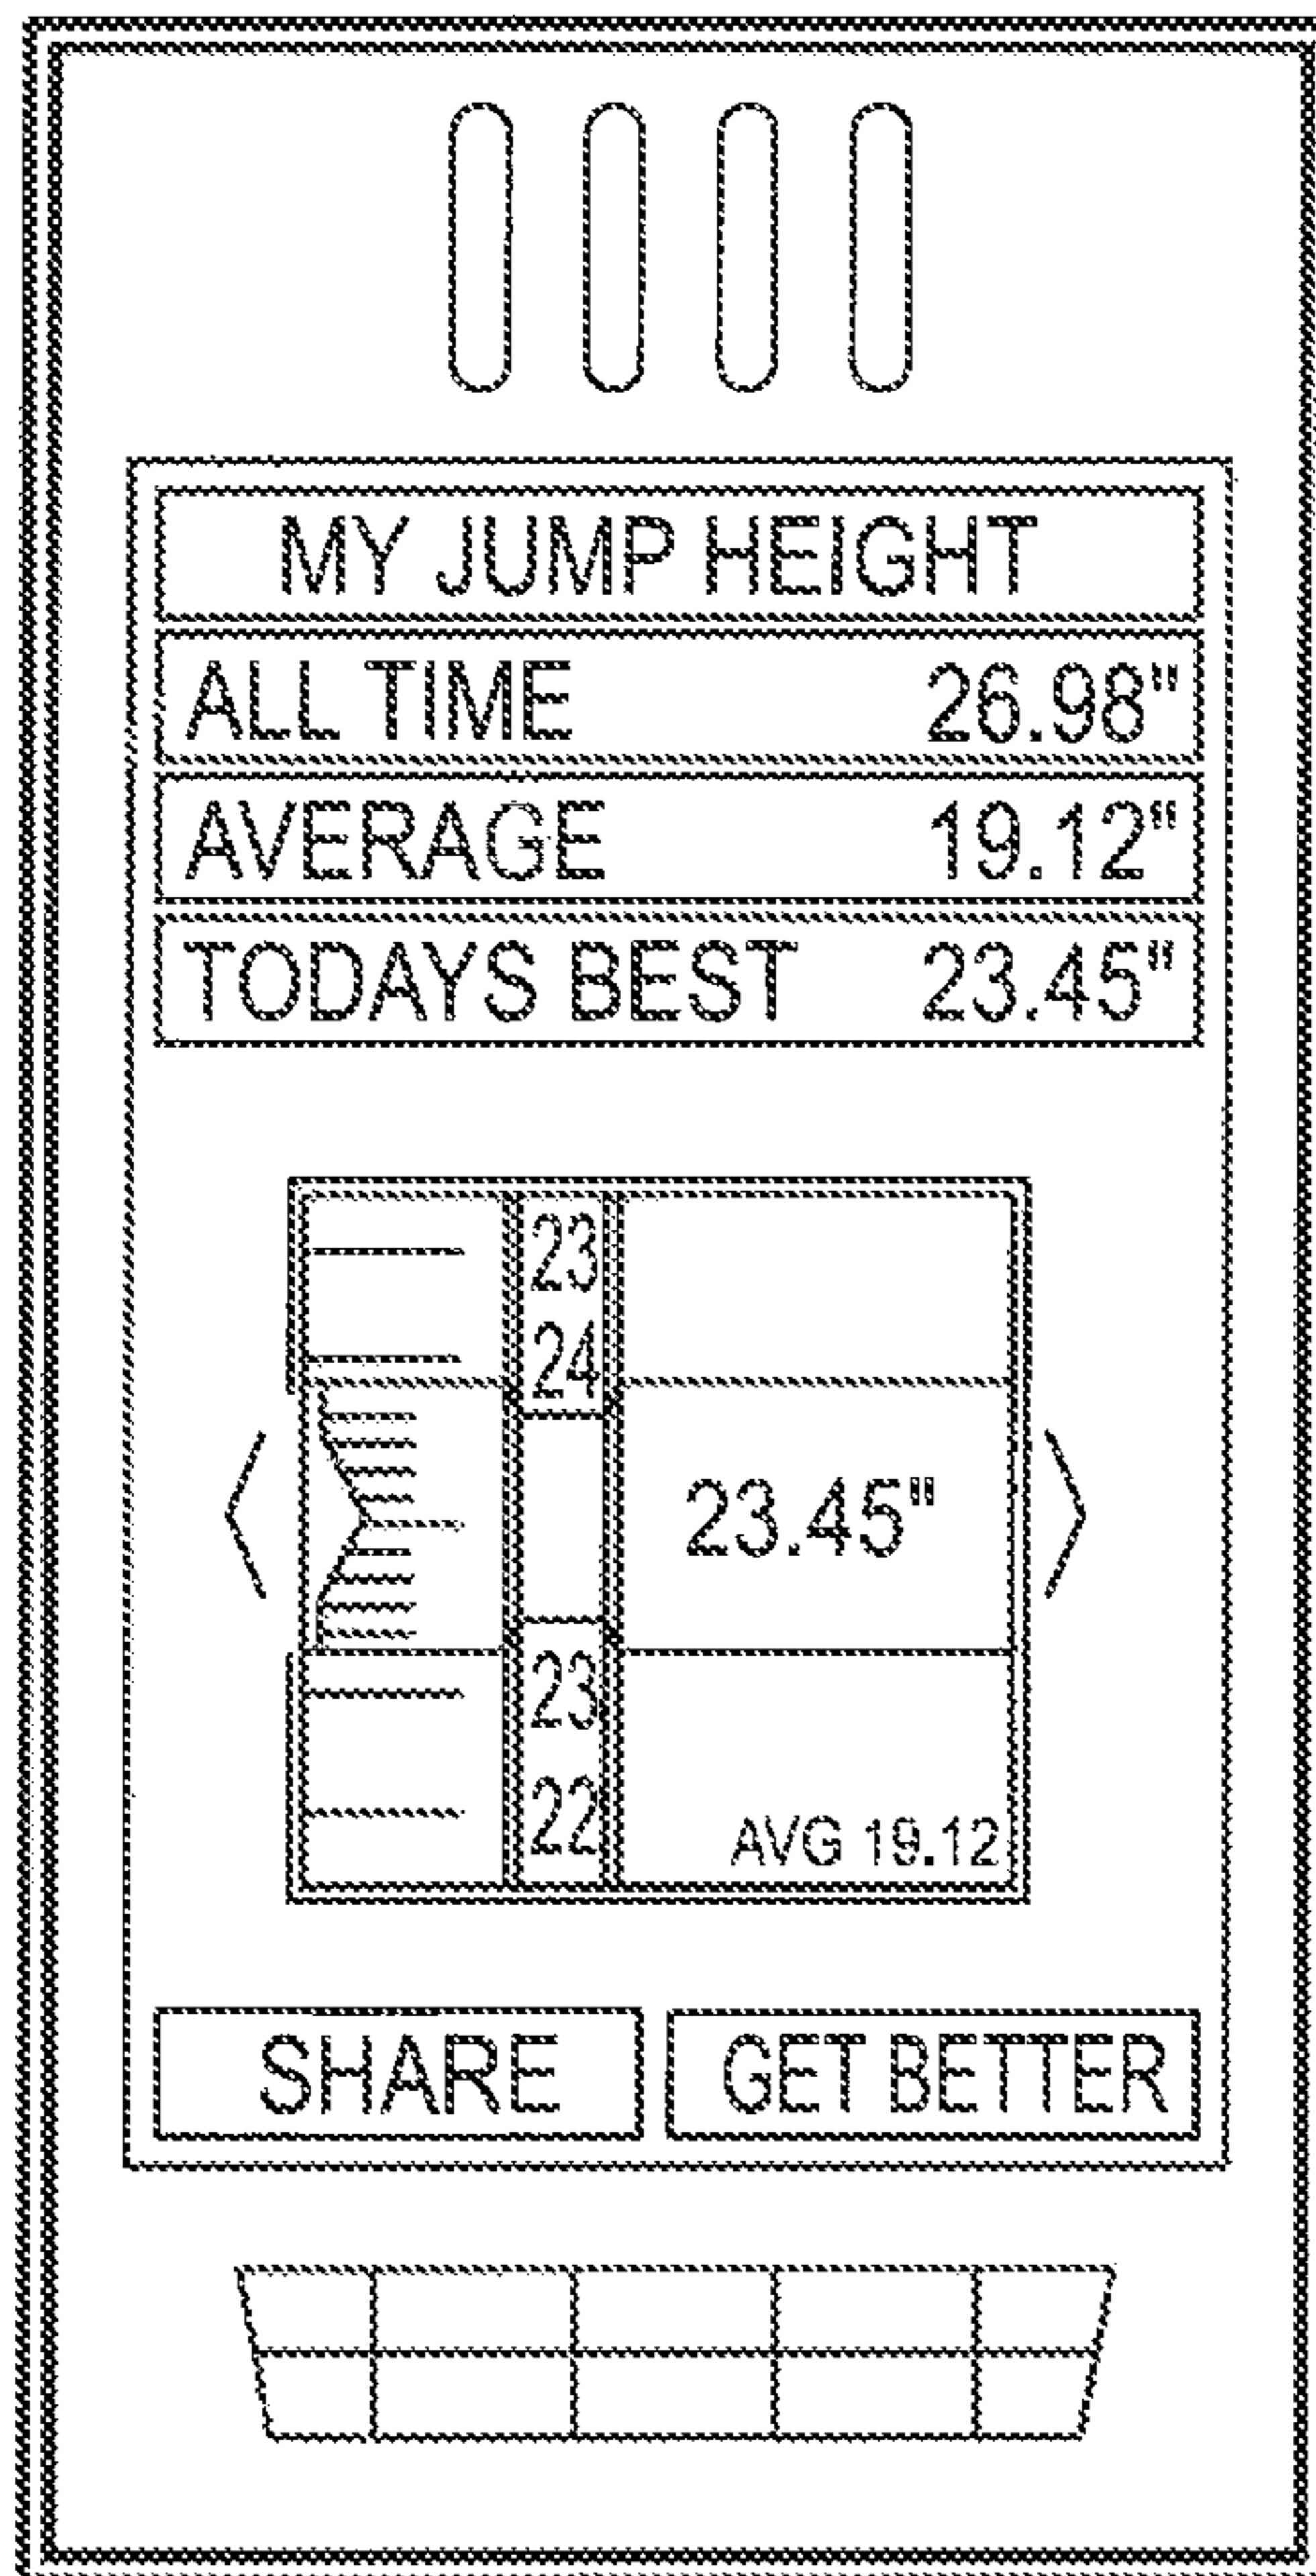 MY JUMP HEIGHT
ALL TIME 26.98"
AVERAGE 19.12"
TODAYS BEST 23.45"
23
24
23.45"
23
22
AVG 19.12
SHARE GET BETTER